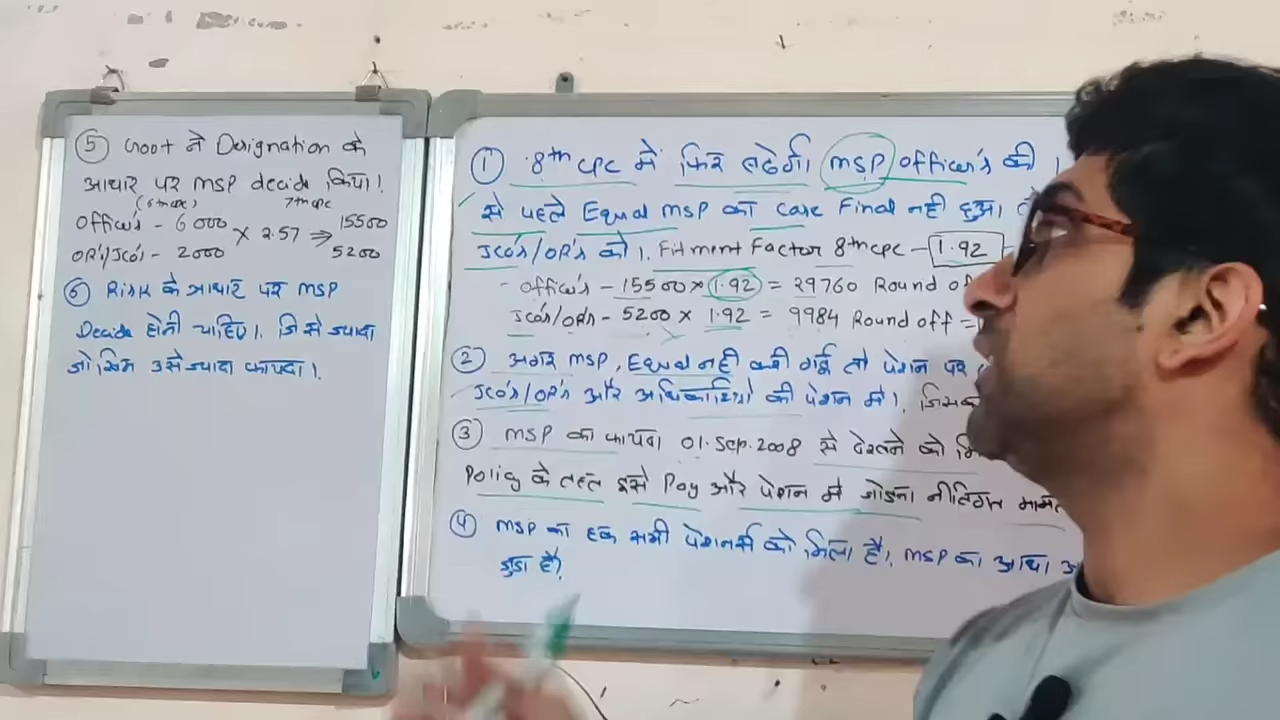 ⑤ Govt ने Designation के
आधार पर MSP decide किया।
(6th cpc) 7th cpc
Officer's - 6000 × 2.57 ⇒ 15500
OR's/Jco's - 2000 5200
⑥ Risk के आधार पर MSP
Decide होनी चाहिए। जिसे ज्यादा
जोखिम उसे ज्यादा फायदा।
① 8th CPC में फिर बढेगी। MSP officer's की।
से पहले Equal MSP का case Final नही हुआ।
JCO's/OR's को। Fitment Factor 8th CPC - 1.92
- officer's - 15500 × 1.92 = 29760 Round of
JCO's/ORs - 5200 × 1.92 = 9984 Round off =
② अगर MSP, Equal नही करी गई तो पेंशन पर
JCO's/OR's और अधिकारियो की पेंशन में।
③ MSP का फायदा 01.Sep.2008 से देखने को
Policy के तहत इसे Pay और पेंशन में जोडना नीतिगत
④ MSP का हक सभी पेंशनर्स को मिला है। MSP का आधा
जुडा है।